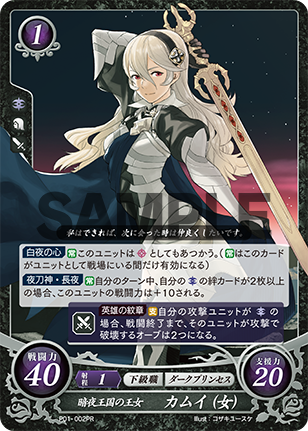 1
私はできれば、次に会った時は仲良くしたいです。
SAMPLE
白夜の心 常このユニットは としてもあつかう。（常はこのカード
がユニットとして戦場にいる間だけ有効になる）
夜刀神・長夜 常自分のターン中、自分の の絆カードが2枚以上
の場合、このユニットの戦闘力は＋10される。
英雄の紋章 攻自分の攻撃ユニットが の
場合、戦闘終了まで、そのユニットが攻撃で
破壊するオーブは2つになる。
戦闘力 40
射程 1 下級職 ダークプリンセス
支援力 20
暗夜王国の王女 カムイ（女）
P01-002PR
Illust：コザキユースケ